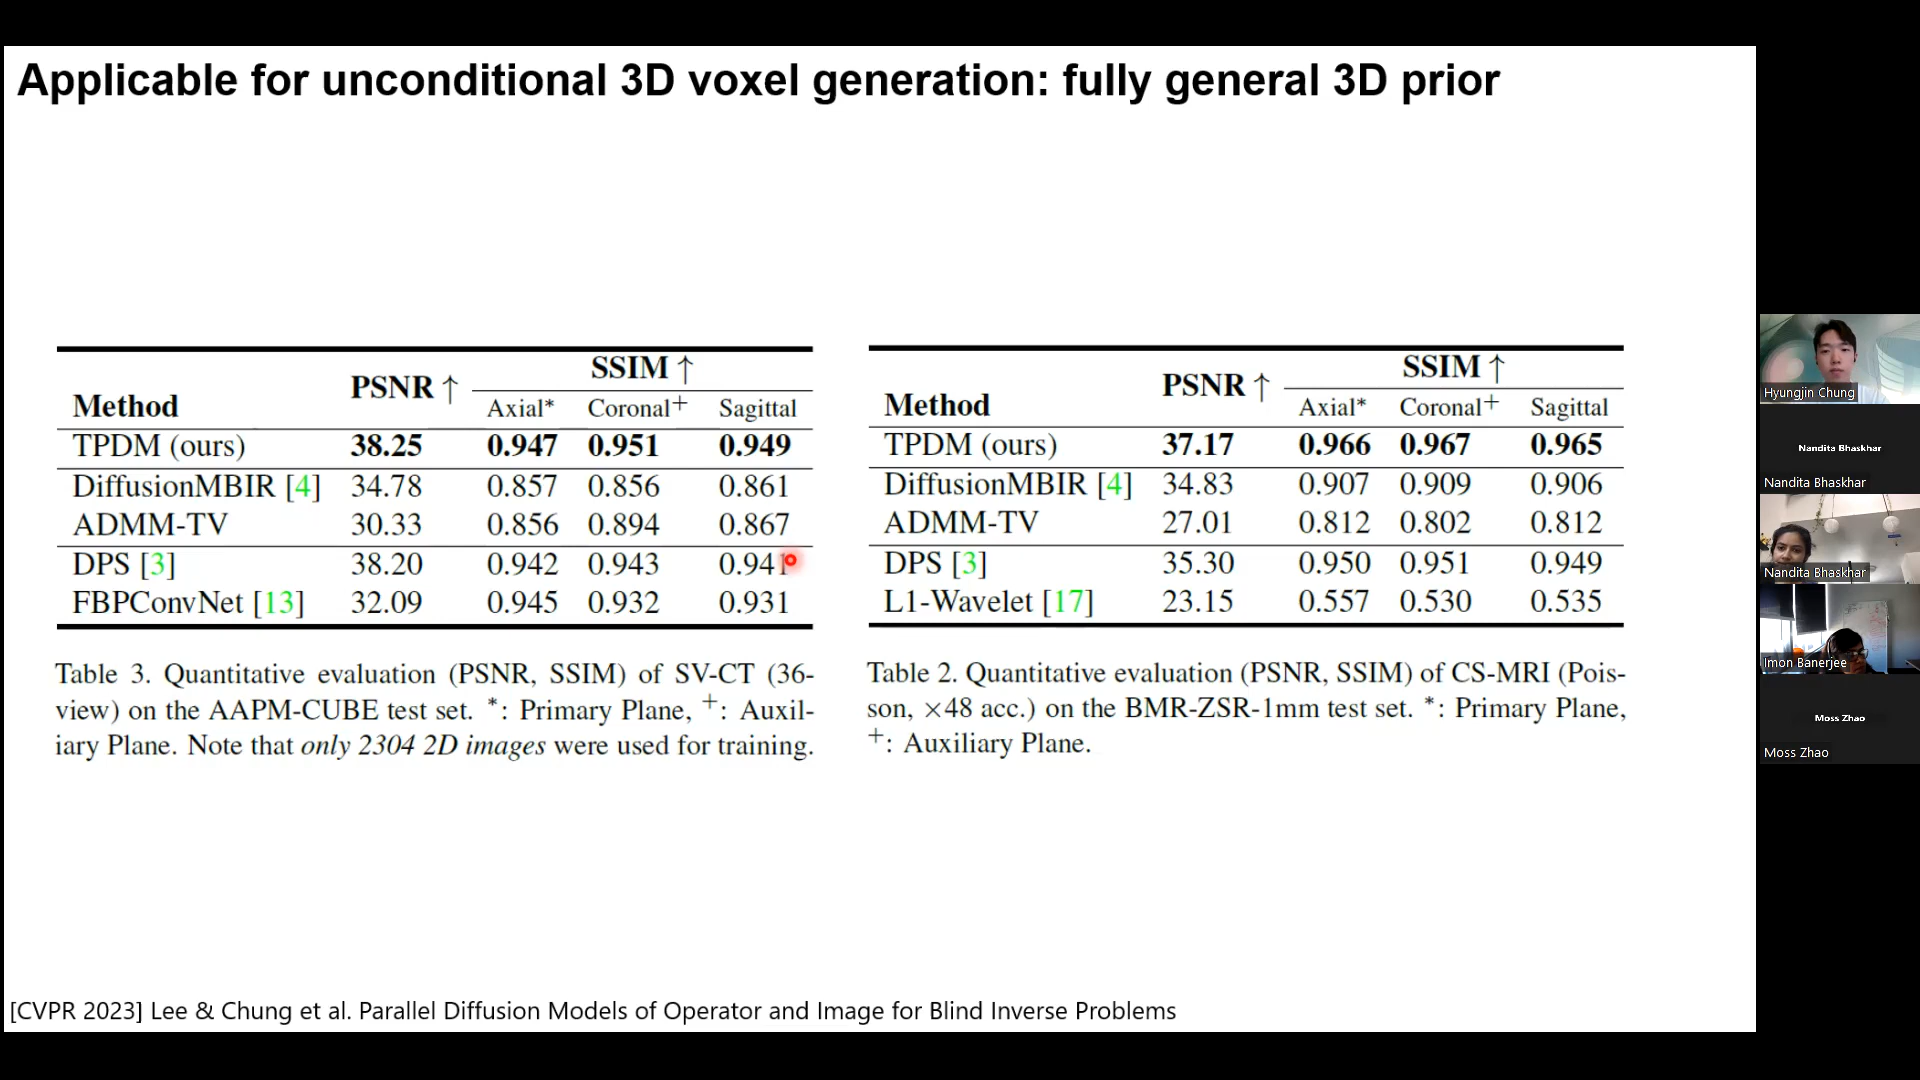 Applicable for unconditional 3D voxel generation: fully general 3D prior
Method PSNR ↑ SSIM ↑
Axial* Coronal+ Sagittal
TPDM (ours) 38.25 0.947 0.951 0.949
DiffusionMBIR [4] 34.78 0.857 0.856 0.861
ADMM-TV 30.33 0.856 0.894 0.867
DPS [3] 38.20 0.942 0.943 0.941
FBPConvNet [13] 32.09 0.945 0.932 0.931
Table 3. Quantitative evaluation (PSNR, SSIM) of SV-CT (36-
view) on the AAPM-CUBE test set. *: Primary Plane, +: Auxil-
iary Plane. Note that only 2304 2D images were used for training.
Method PSNR ↑ SSIM ↑
Axial* Coronal+ Sagittal
TPDM (ours) 37.17 0.966 0.967 0.965
DiffusionMBIR [4] 34.83 0.907 0.909 0.906
ADMM-TV 27.01 0.812 0.802 0.812
DPS [3] 35.30 0.950 0.951 0.949
L1-Wavelet [17] 23.15 0.557 0.530 0.535
Table 2. Quantitative evaluation (PSNR, SSIM) of CS-MRI (Pois-
son, ×48 acc.) on the BMR-ZSR-1mm test set. *: Primary Plane,
+: Auxiliary Plane.
[CVPR 2023] Lee & Chung et al. Parallel Diffusion Models of Operator and Image for Blind Inverse Problems
Hyungjin Chung
Nandita Bhaskhar
Nandita Bhaskhar
Nandita Bhaskhar
Imon Banerjee
Moss Zhao
Moss Zhao